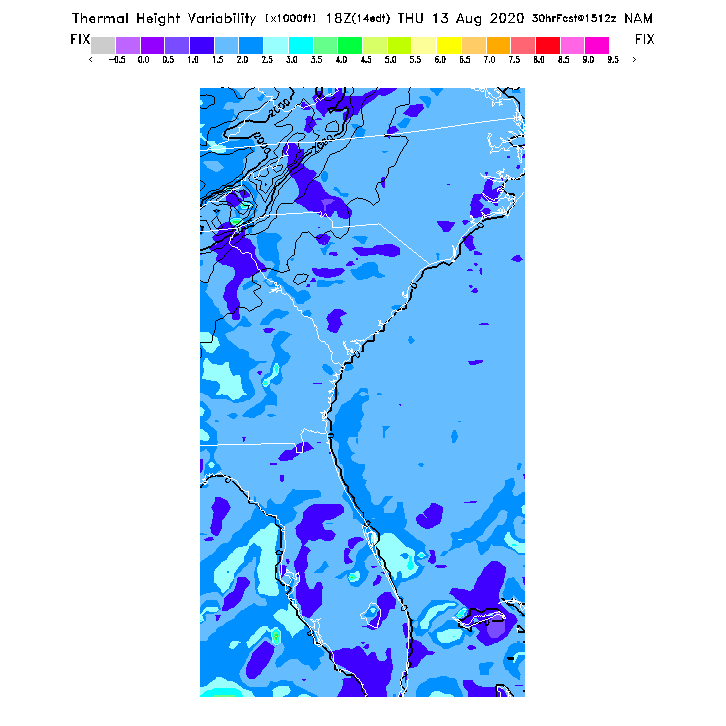 Thermal Height Variability [x1000ft] 18Z(14edt) THU 13 Aug 2020 30hrFcst@1512z NAM
FIX FIX
< -0.5 0.0 0.5 1.0 1.5 2.0 2.5 3.0 3.5 4.0 4.5 5.0 5.5 6.0 6.5 7.0 7.5 8.0 8.5 9.0 9.5 >
2000
2000
2000